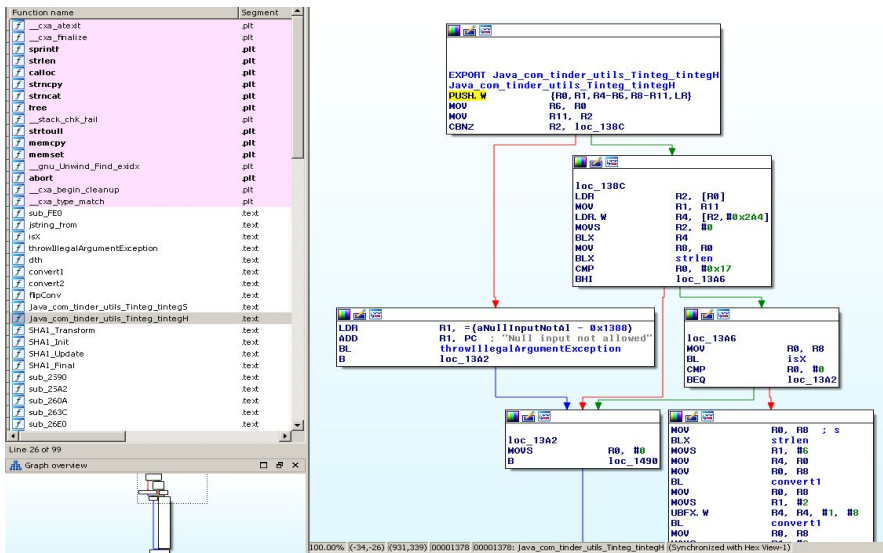 Function name Segment
f __cxa_atexit .plt
f __cxa_finalize .plt
f sprintf .plt
f strlen .plt
f calloc .plt
f strncpy .plt
f strncat .plt
f free .plt
f __stack_chk_fail .plt
f strtoull .plt
f memcpy .plt
f memset .plt
f __gnu_Unwind_Find_exidx .plt
f abort .plt
f __cxa_begin_cleanup .plt
f __cxa_type_match .plt
f sub_FE0 .text
f jstring_from .text
f isX .text
f throwIllegalArgumentException .text
f dth .text
f convert1 .text
f convert2 .text
f flipConv .text
f Java_com_tinder_utils_Tinteg_tintegS .text
f Java_com_tinder_utils_Tinteg_tintegH .text
f SHA1_Transform .text
f SHA1_Init .text
f SHA1_Update .text
f SHA1_Final .text
f sub_2590 .text
f sub_25A2 .text
f sub_260A .text
f sub_263C .text
f sub_26E0 .text
Line 26 of 99
Graph overview
EXPORT Java_com_tinder_utils_Tinteg_tintegH
Java_com_tinder_utils_Tinteg_tintegH
PUSH.W {R0,R1,R4-R6,R8-R11,LR}
MOV R6, R0
MOV R11, R2
CBNZ R2, loc_138C
loc_138C
LDR R2, [R0]
MOV R1, R11
LDR.W R4, [R2,#0x2A4]
MOVS R2, #0
BLX R4
MOV R8, R0
BLX strlen
CMP R0, #0x17
BHI loc_13A6
LDR R1, =(aNullInputNotAl - 0x1388)
ADD R1, PC ; "Null input not allowed"
BL throwIllegalArgumentException
B loc_13A2
loc_13A6
MOV R0, R8
BL isX
CMP R0, #0
BEQ loc_13A2
loc_13A2
MOVS R0, #0
B loc_1490
MOV R0, R8 ; s
BLX strlen
MOVS R1, #6
MOV R4, R0
MOV R0, R8
BL convert1
MOV R0, R8
MOVS R1, #2
UBFX.W R4, R4, #1, #8
BL convert1
MOV R0, R8
100.00% (-34,-26) (931,339) 00001378 00001378: Java_com_tinder_utils_Tinteg_tintegH (Synchronized with Hex View-1)